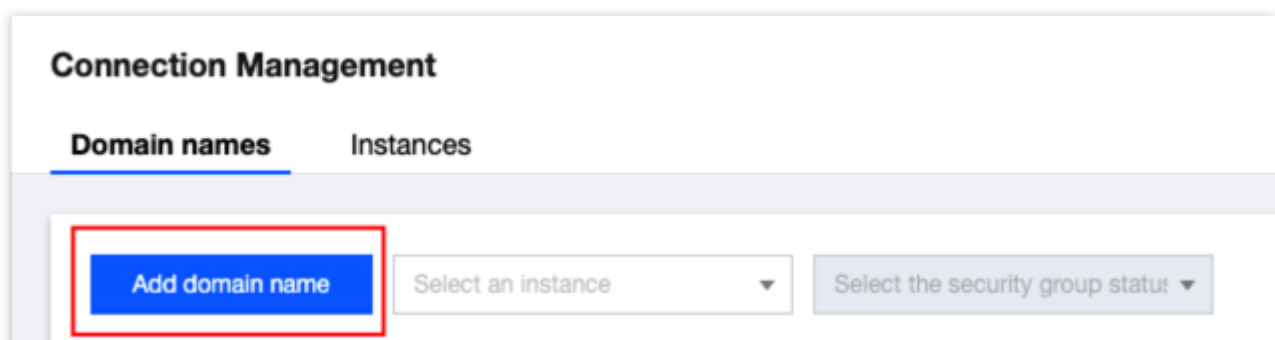 Connection Management
Domain names Instances
Add domain name Select an instance Select the security group status